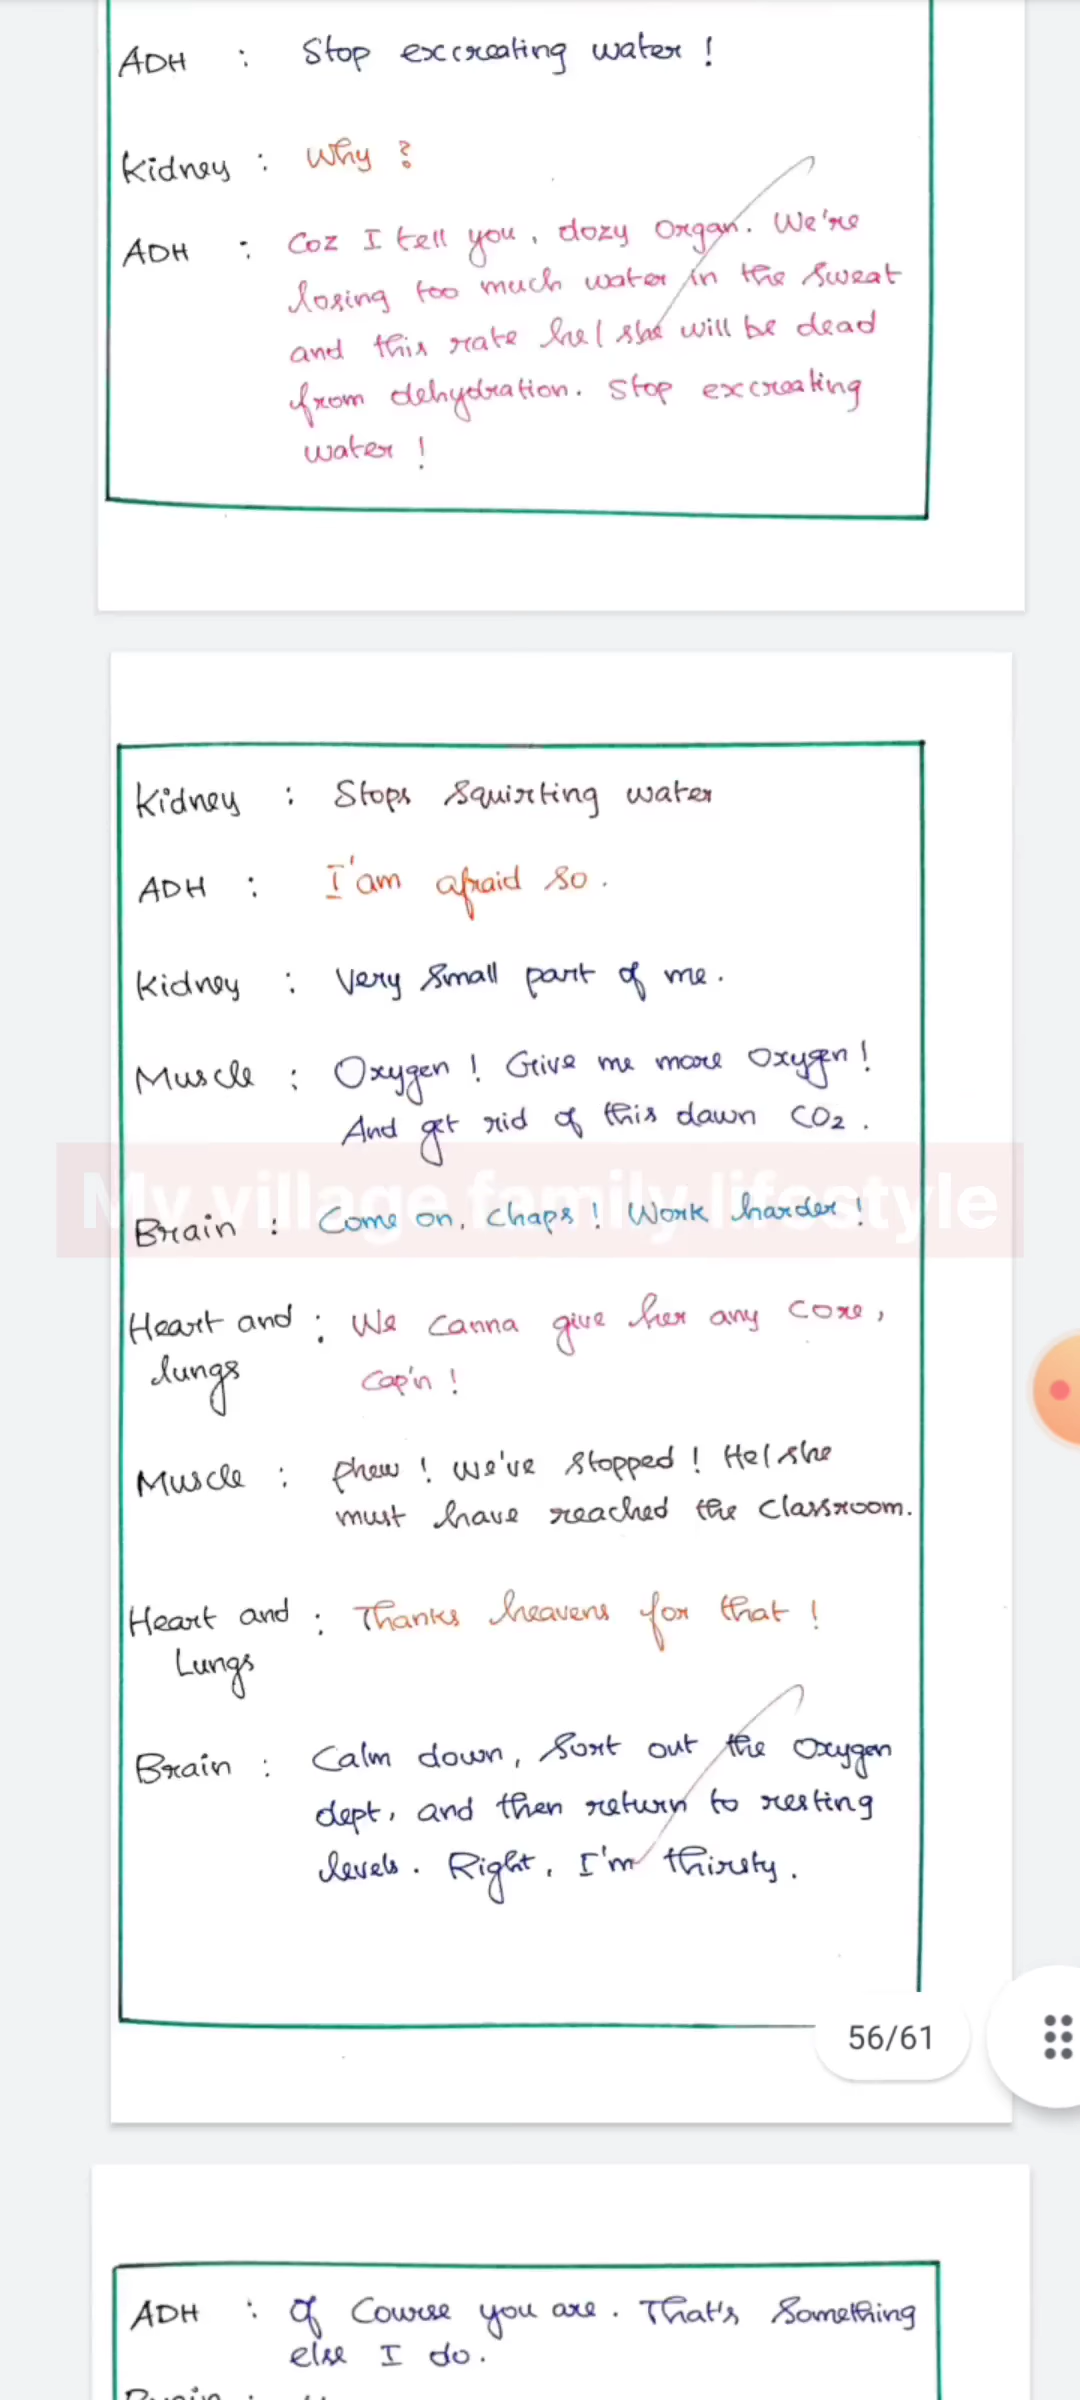 ADH : Stop excreating water !
Kidney : Why ?
ADH : Coz I tell you, dozy organ. We're
losing too much water in the sweat
and this rate he/she will be dead
from dehydration. Stop excreating
water !
Kidney : Stops squirting water
ADH : I'am afraid so.
Kidney : Very small part of me.
Muscle : Oxygen ! Give me more oxygen !
And get rid of this dawn CO2.
My village family lifestyle
Brain : Come on, chaps ! Work harder !
Heart and : We canna give her any core,
lungs cap'n !
Muscle : Phew ! We've stopped ! He/she
must have reached the classroom.
Heart and : Thanks heavens for that !
Lungs
Brain : Calm down, sort out the oxygen
dept, and then return to resting
levels. Right, I'm thirsty.
56/61
ADH : Of Course you are. That's something
else I do.